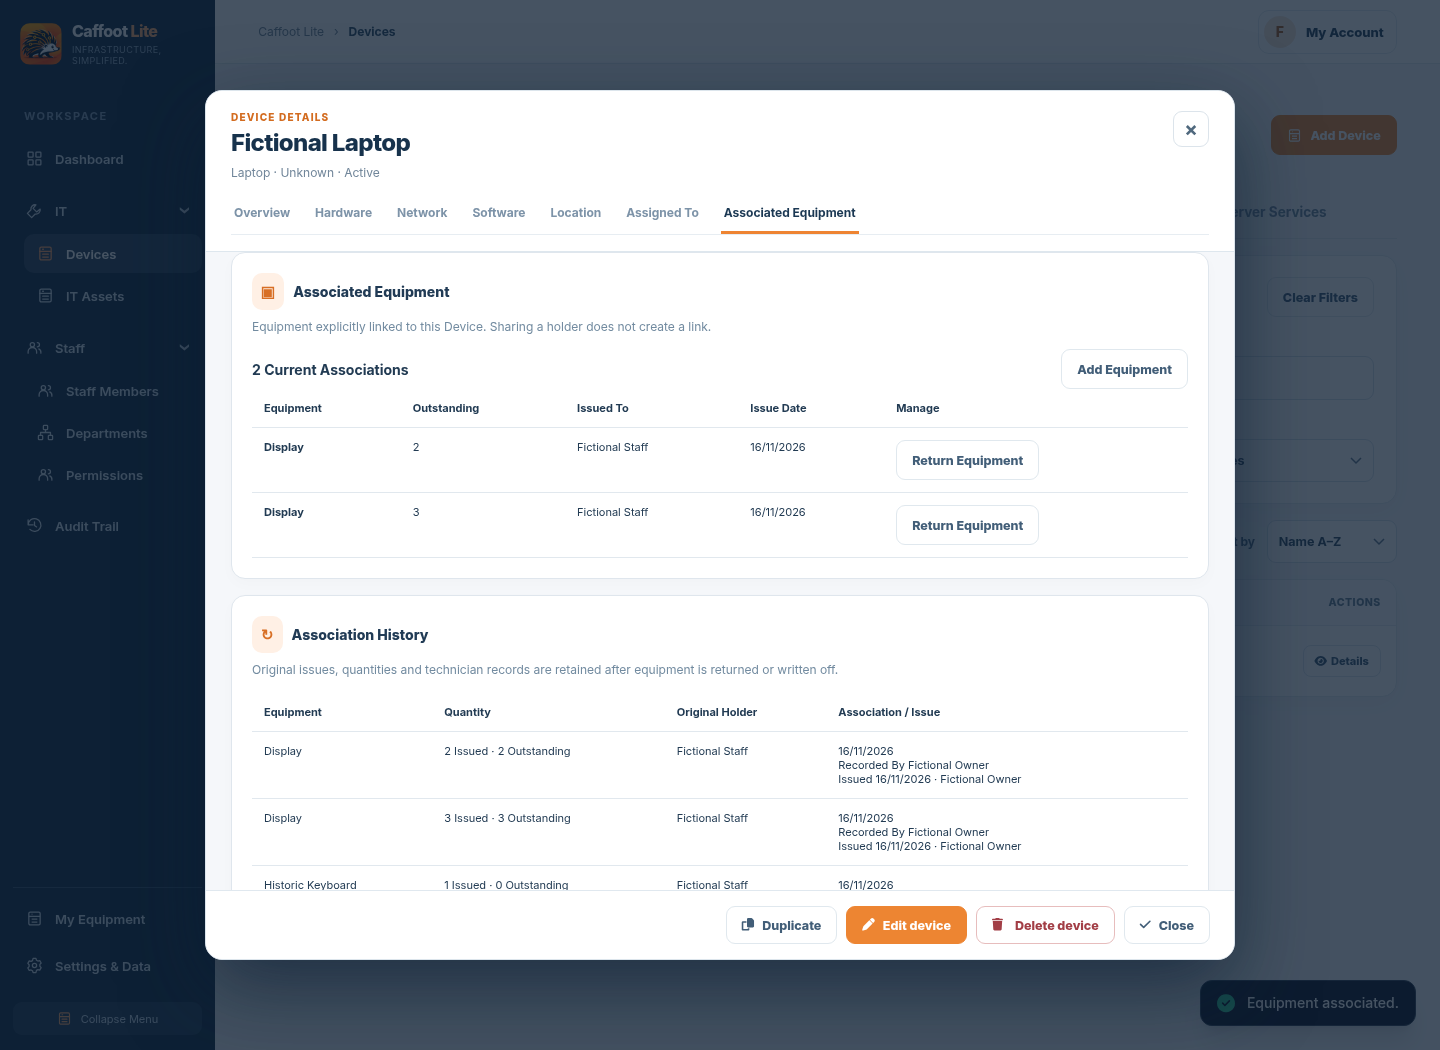 Caffoot Lite
INFRASTRUCTURE,
SIMPLIFIED.
Caffoot Lite › Devices
F My Account
WORKSPACE
Dashboard
IT
Devices
IT Assets
Staff
Staff Members
Departments
Permissions
Audit Trail
My Equipment
Settings & Data
Collapse Menu
Add Device
Server Services
Clear Filters
Name A–Z
ACTIONS
Details
DEVICE DETAILS
Fictional Laptop
Laptop · Unknown · Active
Overview Hardware Network Software Location Assigned To Associated Equipment
Associated Equipment
Equipment explicitly linked to this Device. Sharing a holder does not create a link.
2 Current Associations
Add Equipment
Equipment Outstanding Issued To Issue Date Manage
Display 2 Fictional Staff 16/11/2026 Return Equipment
Display 3 Fictional Staff 16/11/2026 Return Equipment
Association History
Original issues, quantities and technician records are retained after equipment is returned or written off.
Equipment Quantity Original Holder Association / Issue
Display 2 Issued · 2 Outstanding Fictional Staff 16/11/2026
Recorded By Fictional Owner
Issued 16/11/2026 · Fictional Owner
Display 3 Issued · 3 Outstanding Fictional Staff 16/11/2026
Recorded By Fictional Owner
Issued 16/11/2026 · Fictional Owner
Historic Keyboard 1 Issued · 0 Outstanding Fictional Staff 16/11/2026
Duplicate Edit device Delete device Close
Equipment associated.